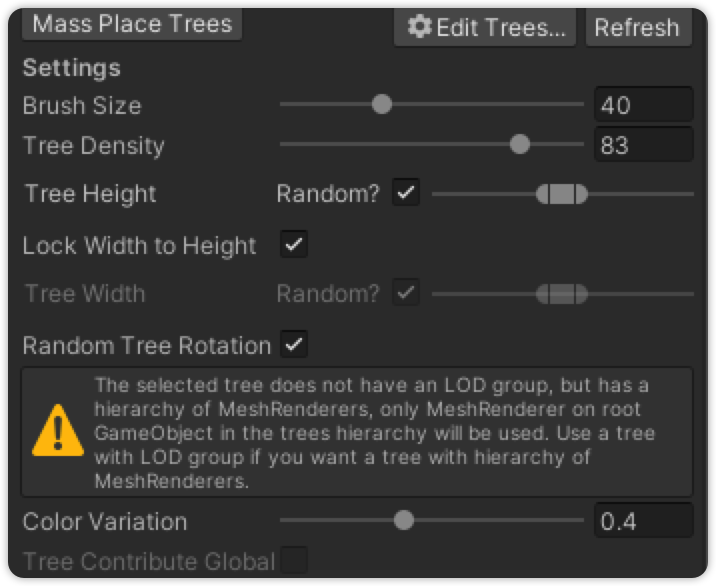 Mass Place Trees Edit Trees... Refresh
Settings
Brush Size 40
Tree Density 83
Tree Height Random?
Lock Width to Height
Tree Width Random?
Random Tree Rotation
The selected tree does not have an LOD group, but has a
hierarchy of MeshRenderers, only MeshRenderer on root
GameObject in the trees hierarchy will be used. Use a tree
with LOD group if you want a tree with hierarchy of
MeshRenderers.
Color Variation 0.4
Tree Contribute Global